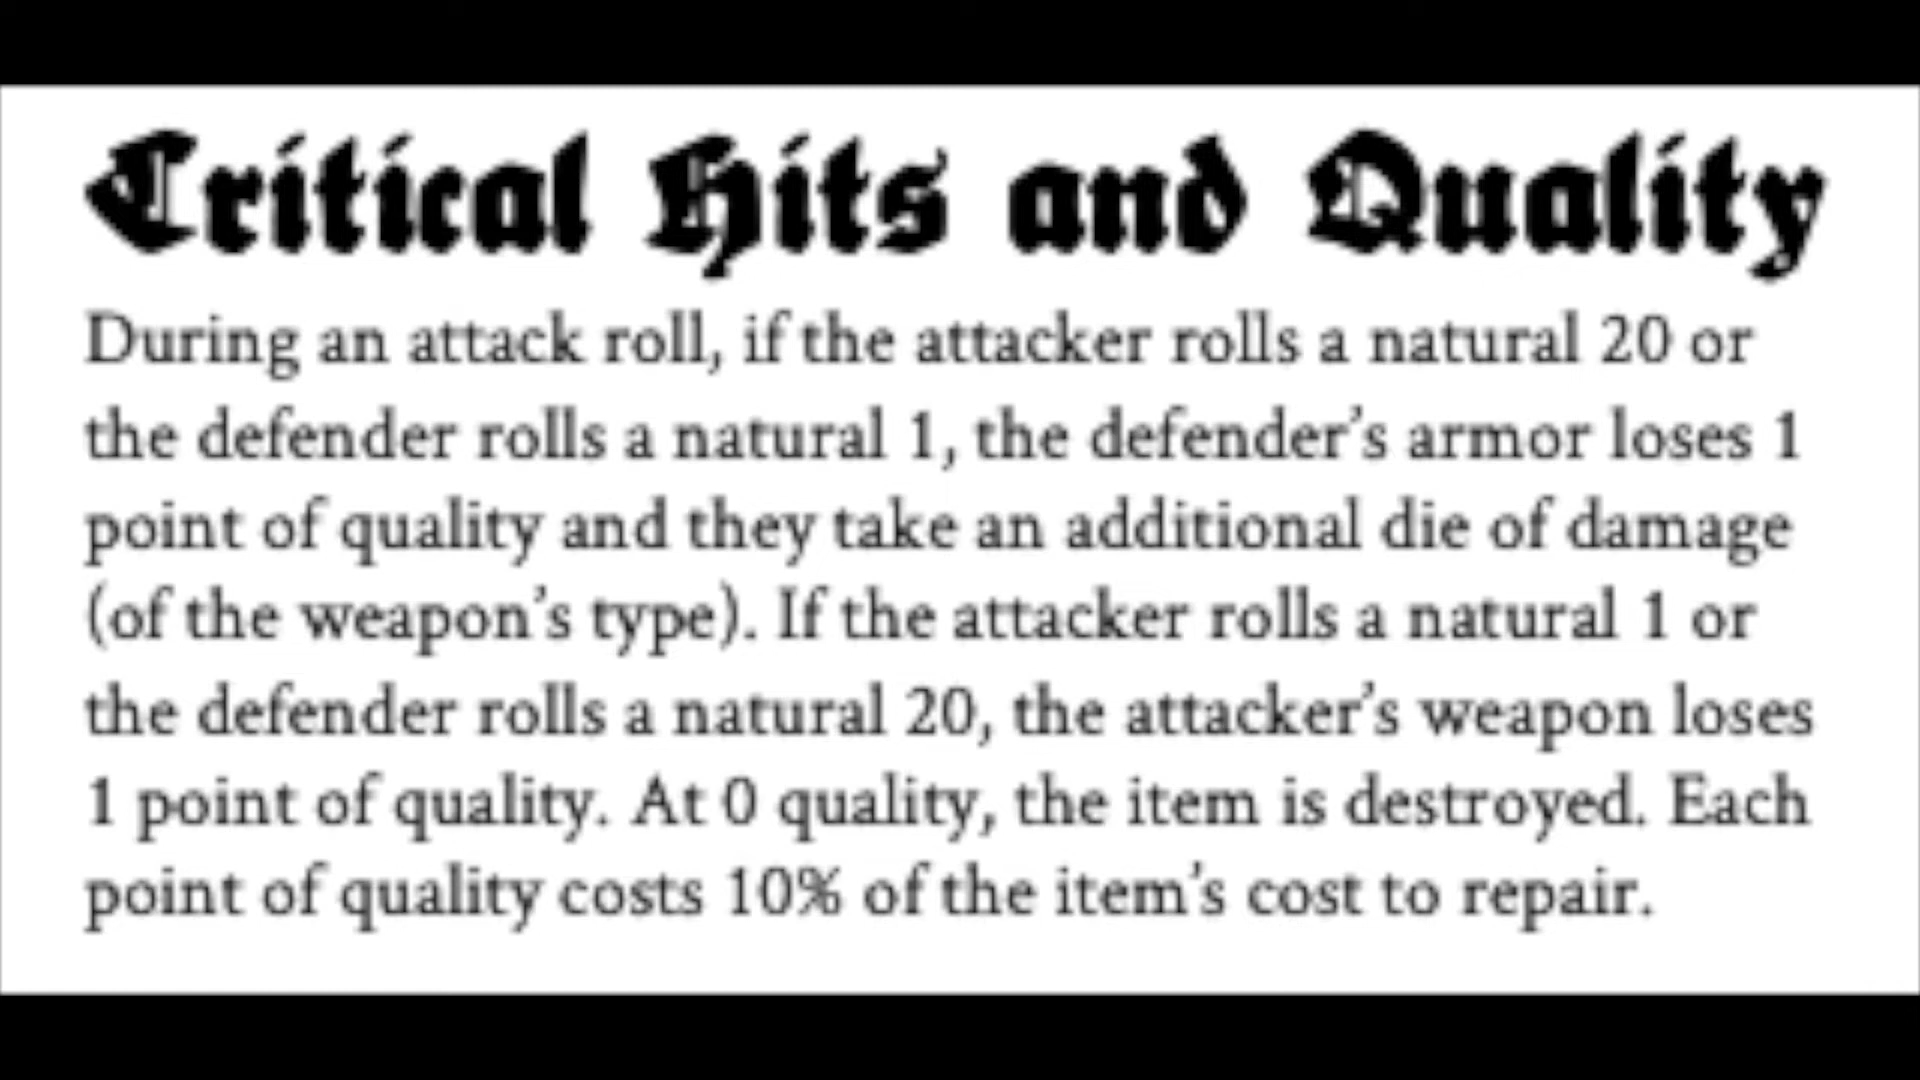 Critical Hits and Quality
During an attack roll, if the attacker rolls a natural 20 or
the defender rolls a natural 1, the defender’s armor loses 1
point of quality and they take an additional die of damage
(of the weapon’s type). If the attacker rolls a natural 1 or
the defender rolls a natural 20, the attacker’s weapon loses
1 point of quality. At 0 quality, the item is destroyed. Each
point of quality costs 10% of the item’s cost to repair.